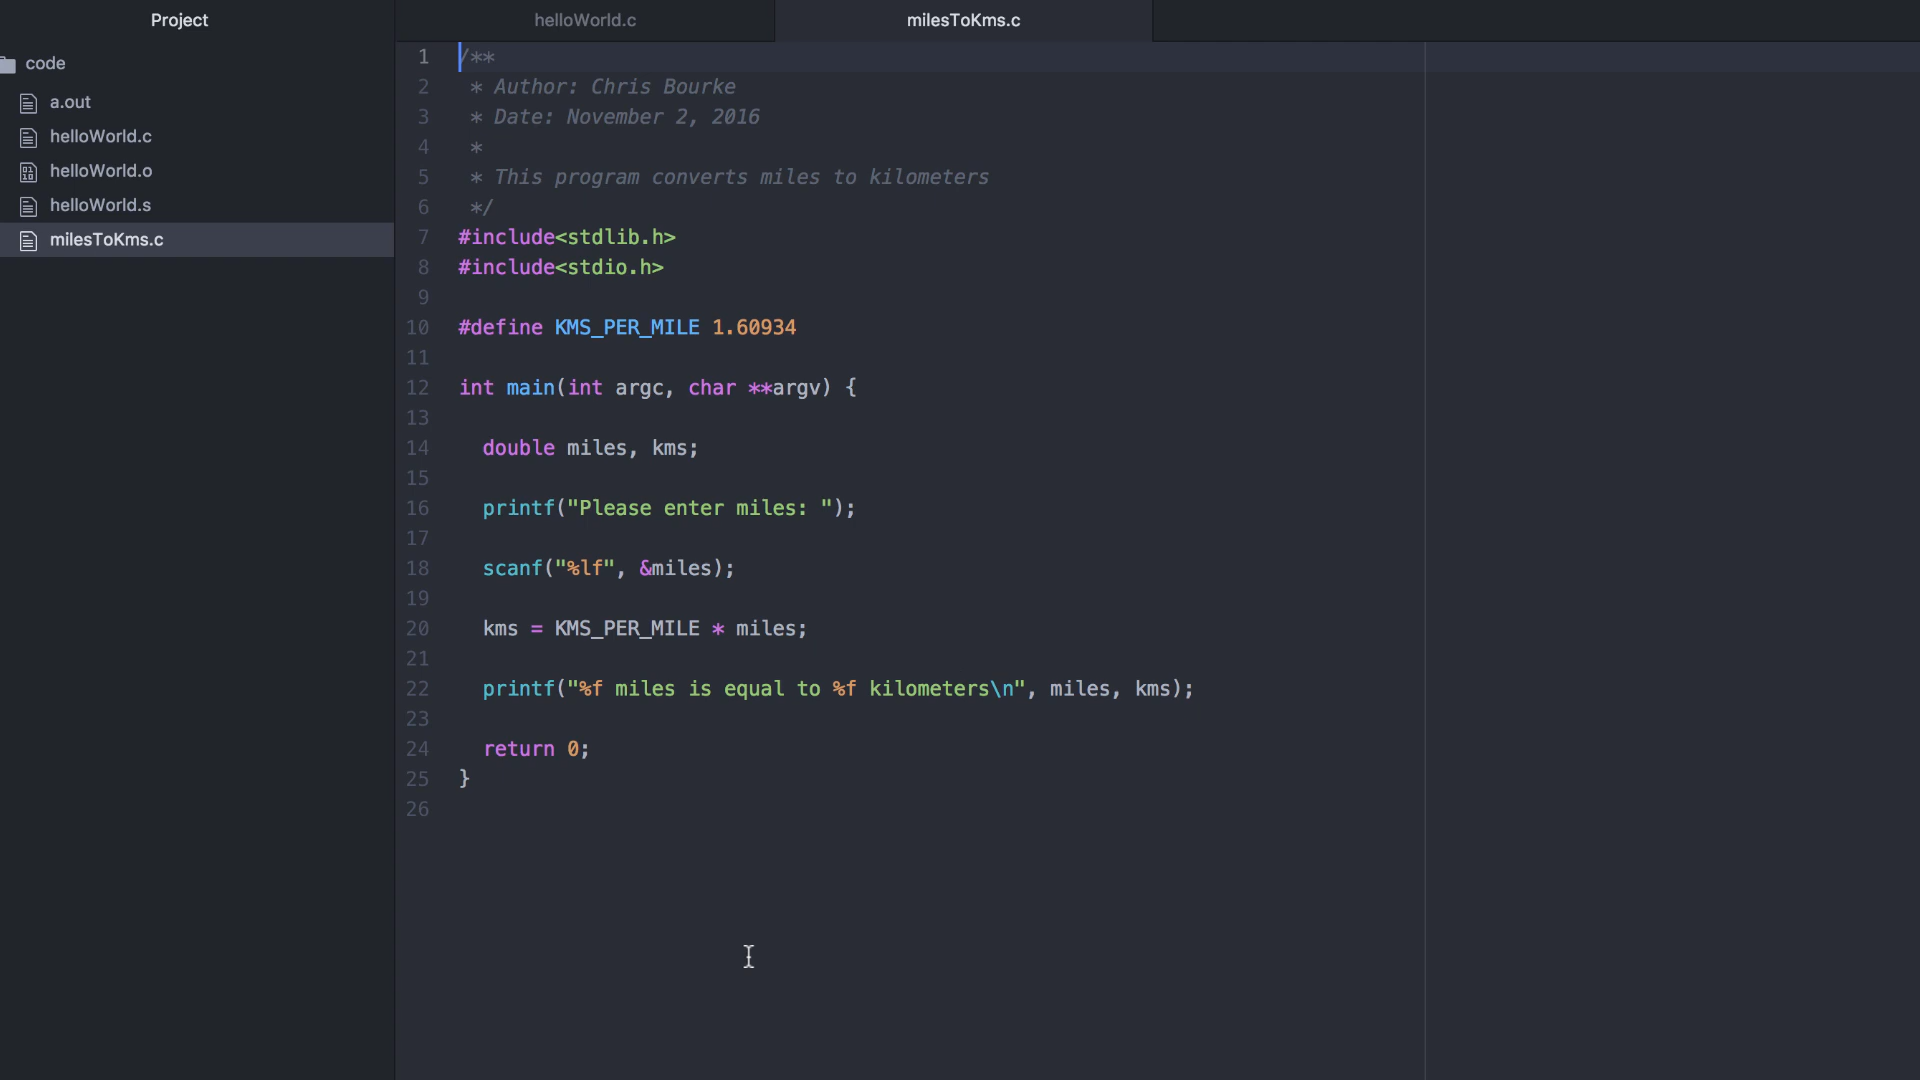 Project
code
a.out
helloWorld.c
helloWorld.o
helloWorld.s
milesToKms.c
helloWorld.c
milesToKms.c
1 /**
2  * Author: Chris Bourke
3  * Date: November 2, 2016
4  *
5  * This program converts miles to kilometers
6  */
7 #include<stdlib.h>
8 #include<stdio.h>
9
10 #define KMS_PER_MILE 1.60934
11
12 int main(int argc, char **argv) {
13
14   double miles, kms;
15
16   printf("Please enter miles: ");
17
18   scanf("%lf", &miles);
19
20   kms = KMS_PER_MILE * miles;
21
22   printf("%f miles is equal to %f kilometers\n", miles, kms);
23
24   return 0;
25 }
26